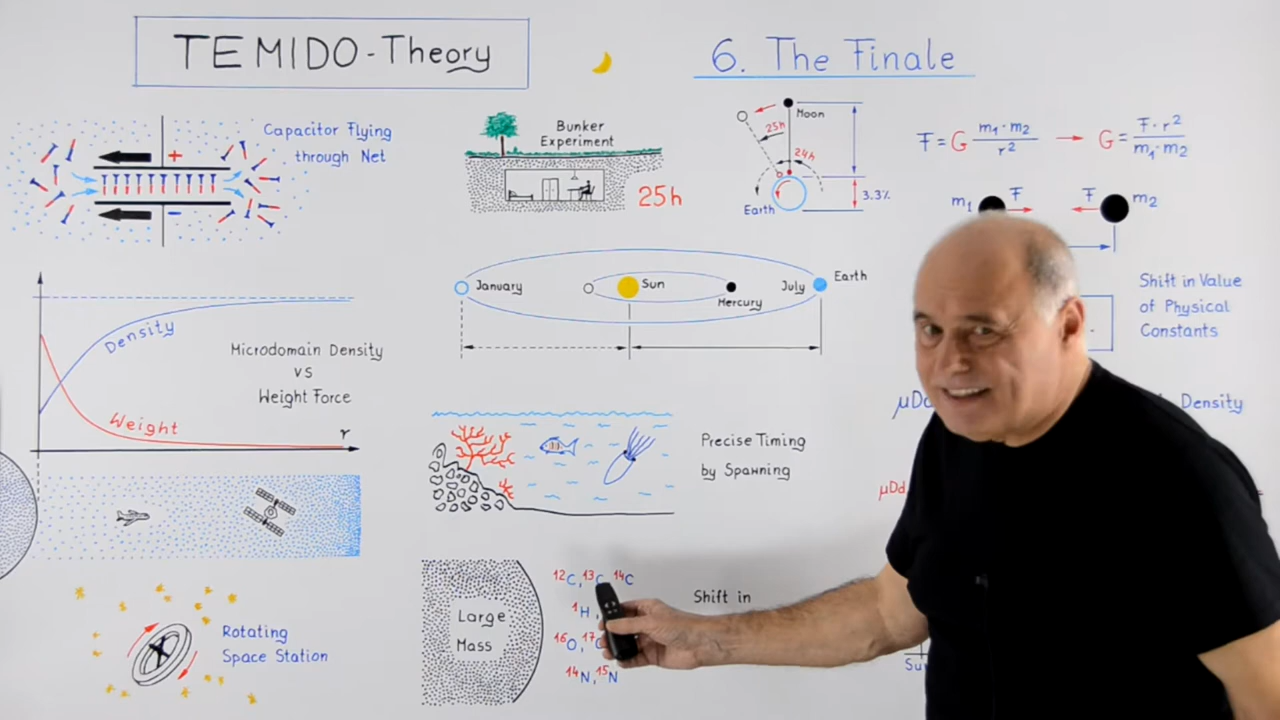 TEMIDO-Theory
6. The Finale
Capacitor Flying
through Net
+
-
Bunker
Experiment
25h
Moon
25h
24h
Earth
3.3%
F = G m₁·m₂ / r² → G = F·r² / m₁·m₂
m₁ F F m₂
January
Sun
Mercury
July
Earth
Shift in Value
of Physical
Constants
Density
Weight
r
Microdomain Density
vs
Weight Force
Precise Timing
by Spawning
μDd
Density
μDd
Rotating
Space Station
Large
Mass
¹²C, ¹³C, ¹⁴C
¹H,
¹⁶O, ¹⁷O
¹⁴N, ¹⁵N
Shift in